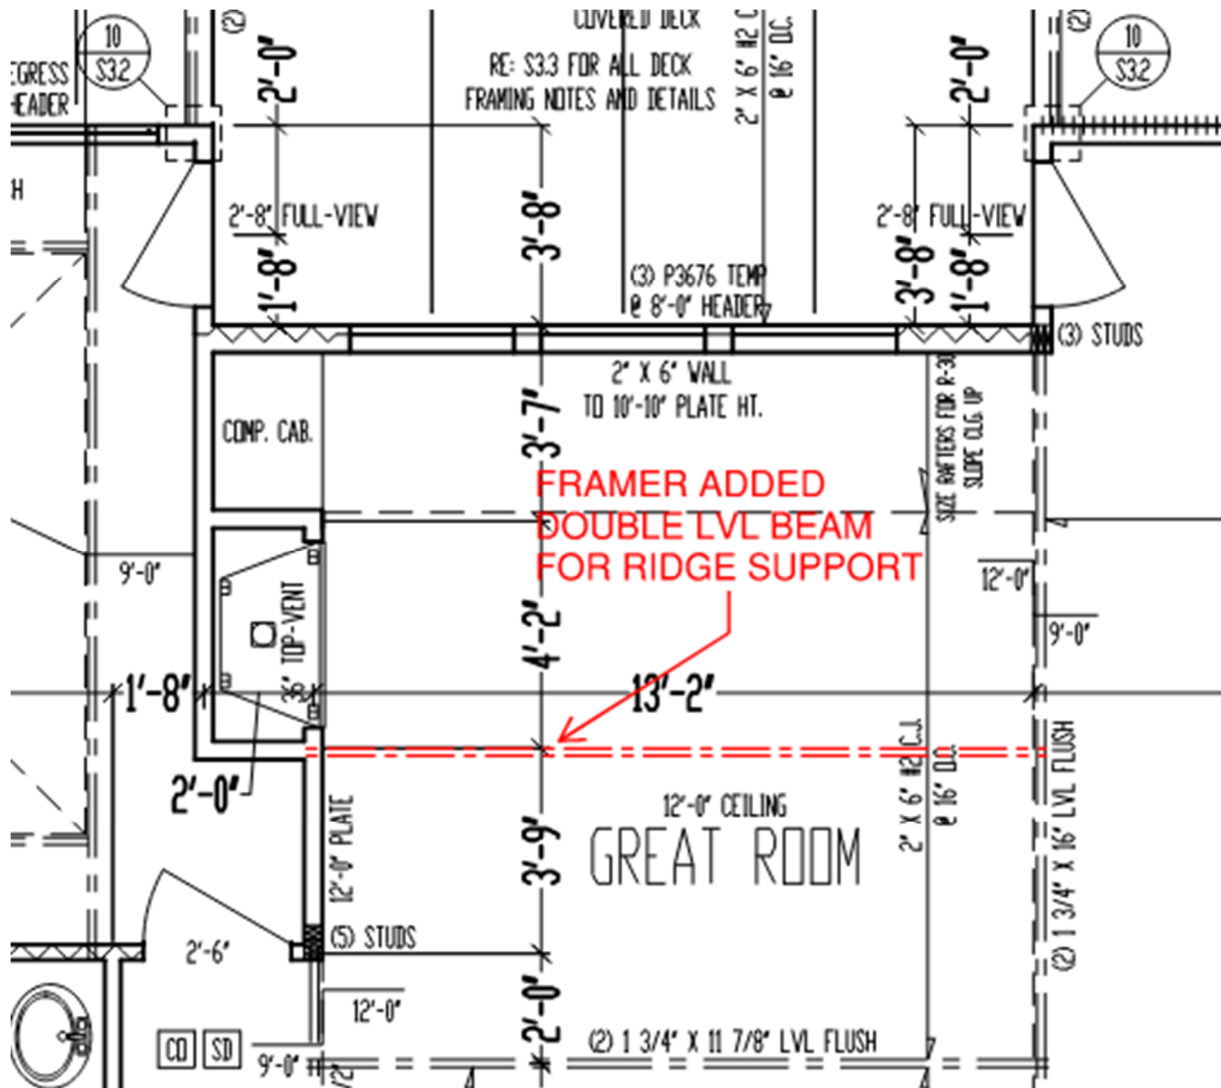 COVERED DECK
RE: S3.3 FOR ALL DECK
FRAMING NOTES AND DETAILS
(2)
10
S3.2
EGRESS
HEADER
2'-0"
2" X 6" #2 C
@ 16" O.C.
2'-0"
(2)
10
S3.2
H
2'-8" FULL-VIEW
1'-8"
3'-8"
2'-8" FULL-VIEW
3'-8"
1'-8"
(3) P3676 TEMP
@ 8'-0" HEADER
(3) STUDS
2" X 6" WALL
TO 10'-10" PLATE HT.
COMP. CAB.
3'-7"
SIZE RAFTERS FOR R-30
SLOPE CLG. UP
FRAMER ADDED
DOUBLE LVL BEAM
FOR RIDGE SUPPORT
9'-0"
36" TOP-VENT
4'-2"
12'-0"
9'-0"
1'-8"
13'-2"
2'-0"
2" X 6" #2 C.J.
@ 16" O.C.
(2) 1 3/4" X 16" LVL FLUSH
12'-0" PLATE
3'-9"
12'-0" CEILING
GREAT ROOM
(5) STUDS
2'-6"
12'-0"
2'-0"
(2) 1 3/4" X 11 7/8" LVL FLUSH
CO
SD
9'-0"